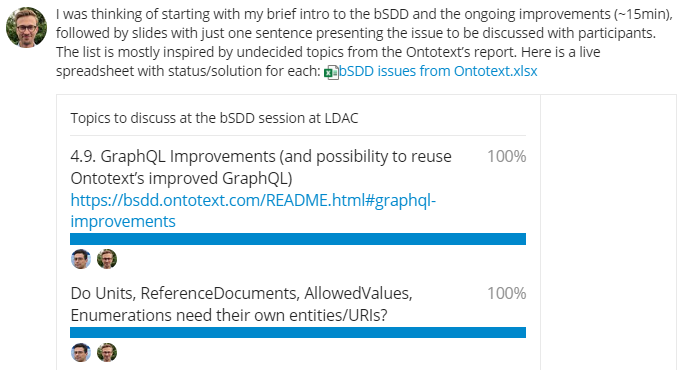 I was thinking of starting with my brief intro to the bSDD and the ongoing improvements (~15min),
followed by slides with just one sentence presenting the issue to be discussed with participants.
The list is mostly inspired by undecided topics from the Ontotext's report. Here is a live
spreadsheet with status/solution for each: bSDD issues from Ontotext.xlsx
Topics to discuss at the bSDD session at LDAC
4.9. GraphQL Improvements (and possibility to reuse 100%
Ontotext's improved GraphQL)
https://bsdd.ontotext.com/README.html#graphql-
improvements
Do Units, ReferenceDocuments, AllowedValues, 100%
Enumerations need their own entities/URIs?